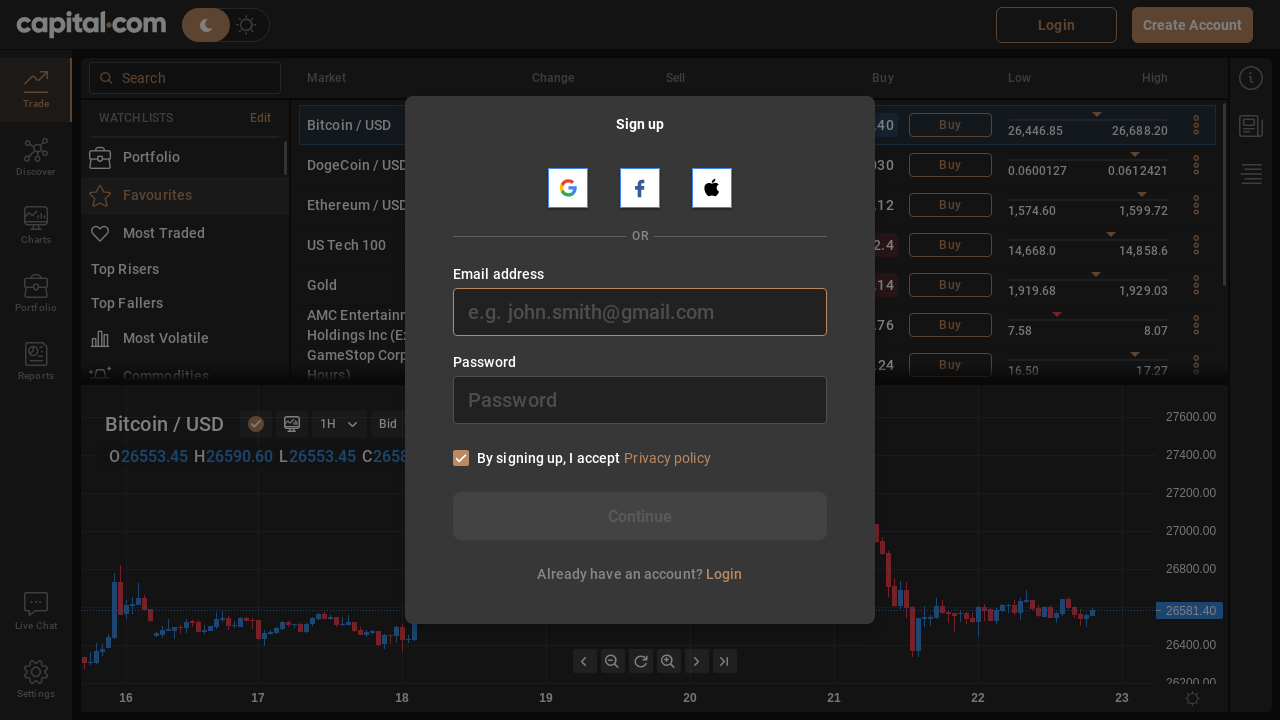 capital.com
Login
Create Account
Trade
Discover
Charts
Portfolio
Reports
Live Chat
Settings
Search
Market
Change
Sell
Buy
Low
High
WATCHLISTS
Edit
Portfolio
Favourites
Most Traded
Top Risers
Top Fallers
Most Volatile
Commodities
Bitcoin / USD
.40
Buy
26,446.85
26,688.20
DogeCoin / USD
030
Buy
0.0600127
0.0612421
Ethereum / USD
.12
Buy
1,574.60
1,599.72
US Tech 100
2.4
Buy
14,668.0
14,858.6
Gold
.14
Buy
1,919.68
1,929.03
AMC Entertainm
Holdings Inc (Ex
.76
Buy
7.58
8.07
GameStop Corp
Hours)
.24
Buy
16.50
17.27
Sign up
OR
Email address
e.g. john.smith@gmail.com
Password
Password
By signing up, I accept Privacy policy
Continue
Already have an account? Login
Bitcoin / USD
1H
Bid
O26553.45 H26590.60 L26553.45 C2658
27600.00
27400.00
27200.00
27000.00
26800.00
26581.40
26400.00
26200.00
16
17
18
19
20
21
22
23